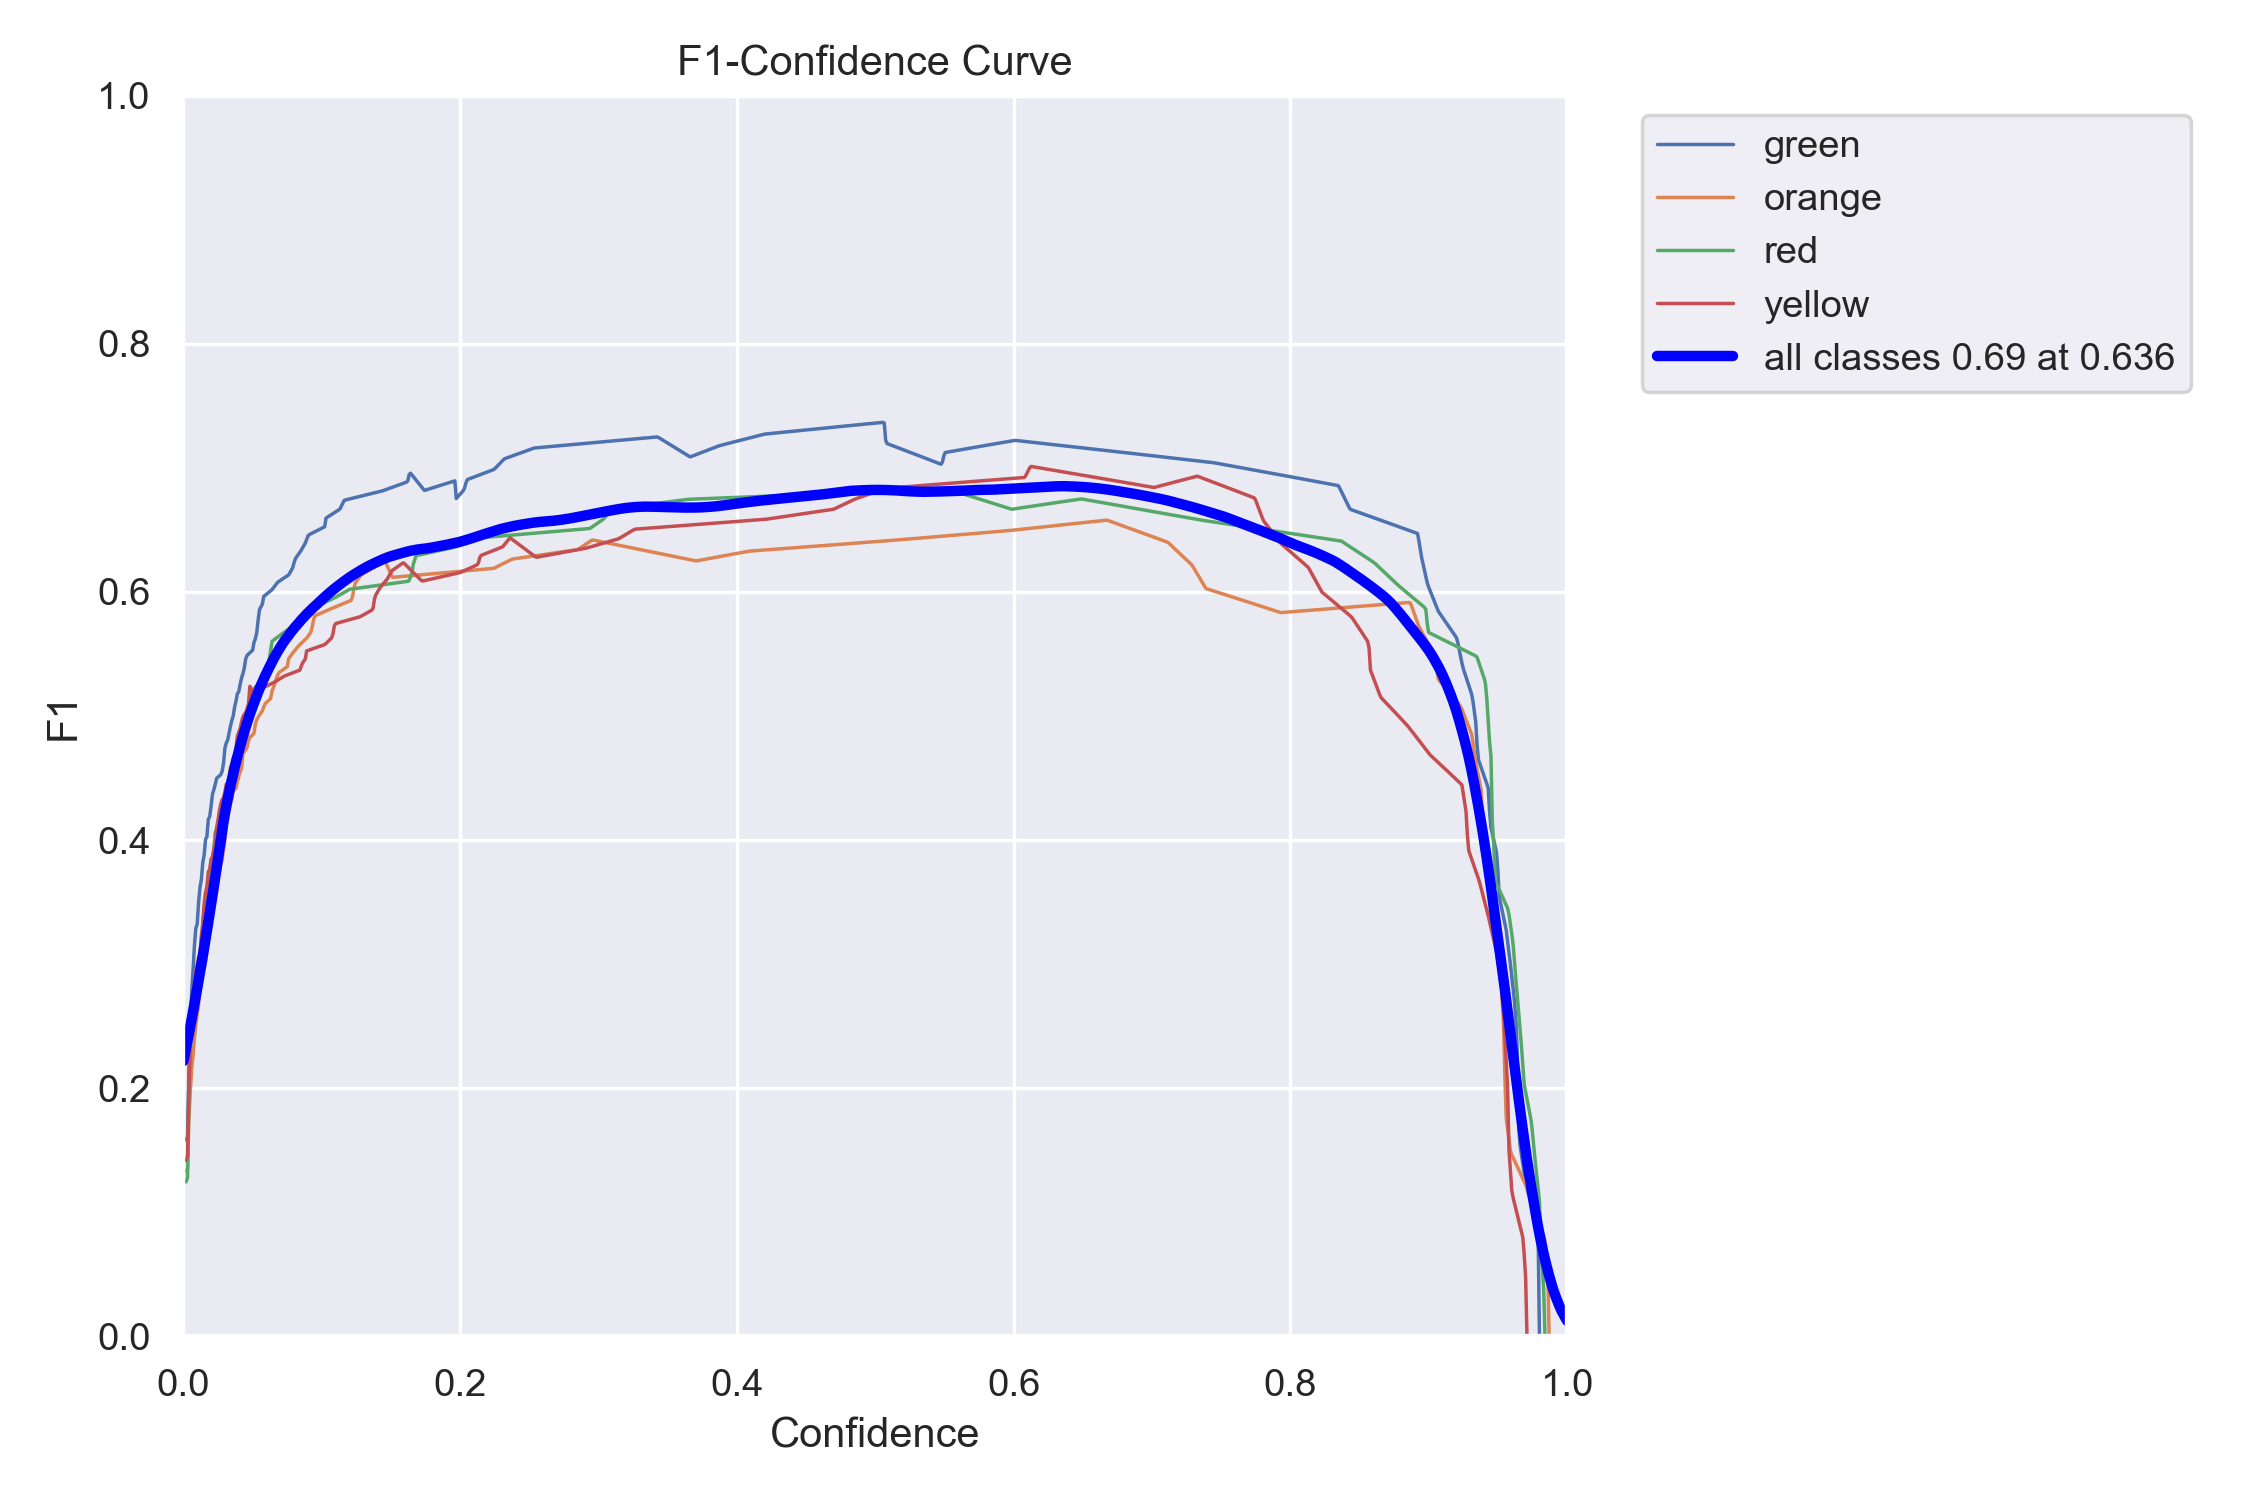 F1-Confidence Curve
1.0
0.8
0.6
0.4
0.2
0.0
F1
0.0 0.2 0.4 0.6 0.8 1.0
Confidence
green
orange
red
yellow
all classes 0.69 at 0.636